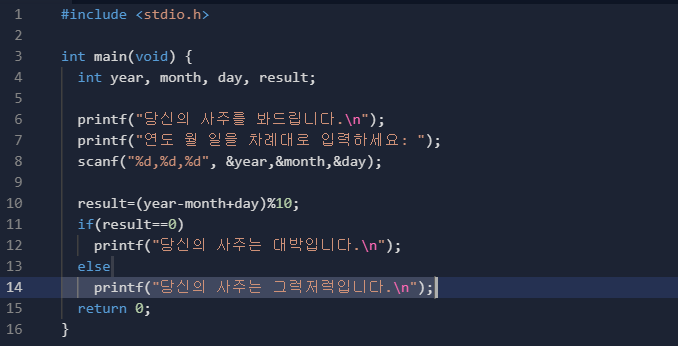 1 #include <stdio.h>
2
3 int main(void) {
4 int year, month, day, result;
5
6 printf("당신의 사주를 봐드립니다.\n");
7 printf("연도 월 일을 차례대로 입력하세요: ");
8 scanf("%d,%d,%d", &year,&month,&day);
9
10 result=(year-month+day)%10;
11 if(result==0)
12 printf("당신의 사주는 대박입니다.\n");
13 else
14 printf("당신의 사주는 그럭저럭입니다.\n");
15 return 0;
16 }